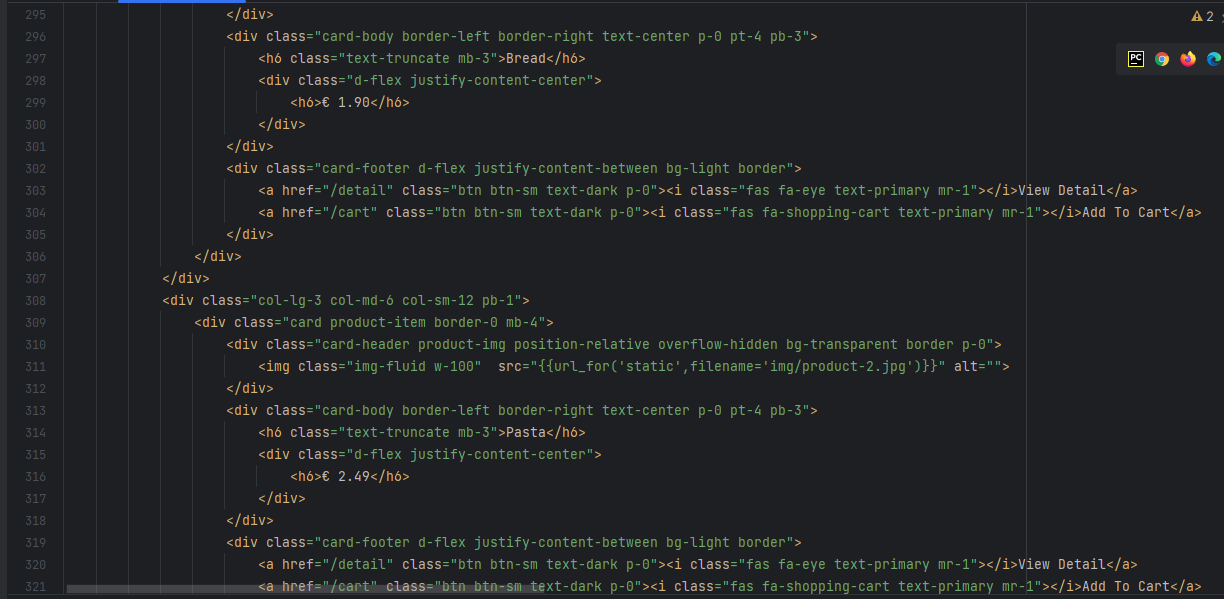 295 </div>
296 <div class="card-body border-left border-right text-center p-0 pt-4 pb-3">
297 <h6 class="text-truncate mb-3">Bread</h6>
298 <div class="d-flex justify-content-center">
299 <h6>€ 1.90</h6>
300 </div>
301 </div>
302 <div class="card-footer d-flex justify-content-between bg-light border">
303 <a href="/detail" class="btn btn-sm text-dark p-0"><i class="fas fa-eye text-primary mr-1"></i>View Detail</a>
304 <a href="/cart" class="btn btn-sm text-dark p-0"><i class="fas fa-shopping-cart text-primary mr-1"></i>Add To Cart</a>
305 </div>
306 </div>
307 </div>
308 <div class="col-lg-3 col-md-6 col-sm-12 pb-1">
309 <div class="card product-item border-0 mb-4">
310 <div class="card-header product-img position-relative overflow-hidden bg-transparent border p-0">
311 <img class="img-fluid w-100"  src="{{url_for('static',filename='img/product-2.jpg')}}" alt="">
312 </div>
313 <div class="card-body border-left border-right text-center p-0 pt-4 pb-3">
314 <h6 class="text-truncate mb-3">Pasta</h6>
315 <div class="d-flex justify-content-center">
316 <h6>€ 2.49</h6>
317 </div>
318 </div>
319 <div class="card-footer d-flex justify-content-between bg-light border">
320 <a href="/detail" class="btn btn-sm text-dark p-0"><i class="fas fa-eye text-primary mr-1"></i>View Detail</a>
321 <a href="/cart" class="btn btn-sm text-dark p-0"><i class="fas fa-shopping-cart text-primary mr-1"></i>Add To Cart</a>
2
PC